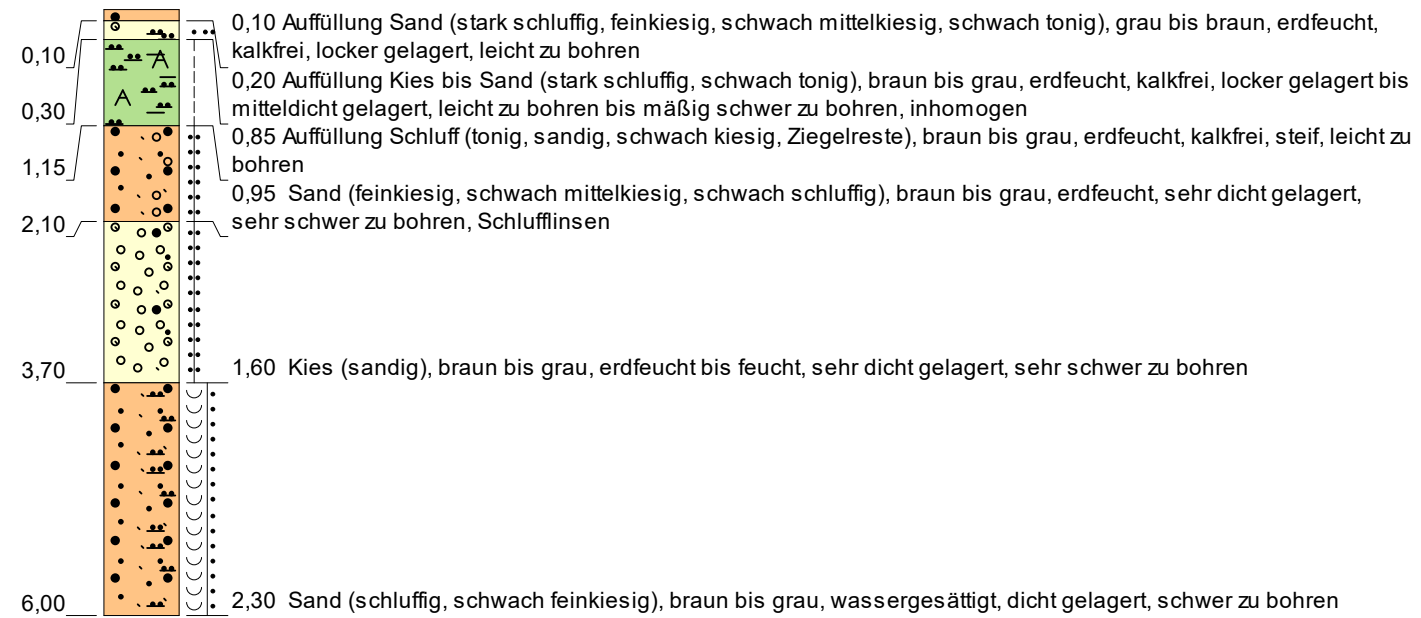 0,10 Auffüllung Sand (stark schluffig, feinkiesig, schwach mittelkiesig, schwach tonig), grau bis braun, erdfeucht,
0,10 kalkfrei, locker gelagert, leicht zu bohren
0,20 Auffüllung Kies bis Sand (stark schluffig, schwach tonig), braun bis grau, erdfeucht, kalkfrei, locker gelagert bis
0,30 mitteldicht gelagert, leicht zu bohren bis mäßig schwer zu bohren, inhomogen
0,85 Auffüllung Schluff (tonig, sandig, schwach kiesig, Ziegelreste), braun bis grau, erdfeucht, kalkfrei, steif, leicht zu
1,15 bohren
0,95 Sand (feinkiesig, schwach mittelkiesig, schwach schluffig), braun bis grau, erdfeucht, sehr dicht gelagert,
2,10 sehr schwer zu bohren, Schlufflinsen
3,70 1,60 Kies (sandig), braun bis grau, erdfeucht bis feucht, sehr dicht gelagert, sehr schwer zu bohren
6,00 2,30 Sand (schluffig, schwach feinkiesig), braun bis grau, wassergesättigt, dicht gelagert, schwer zu bohren